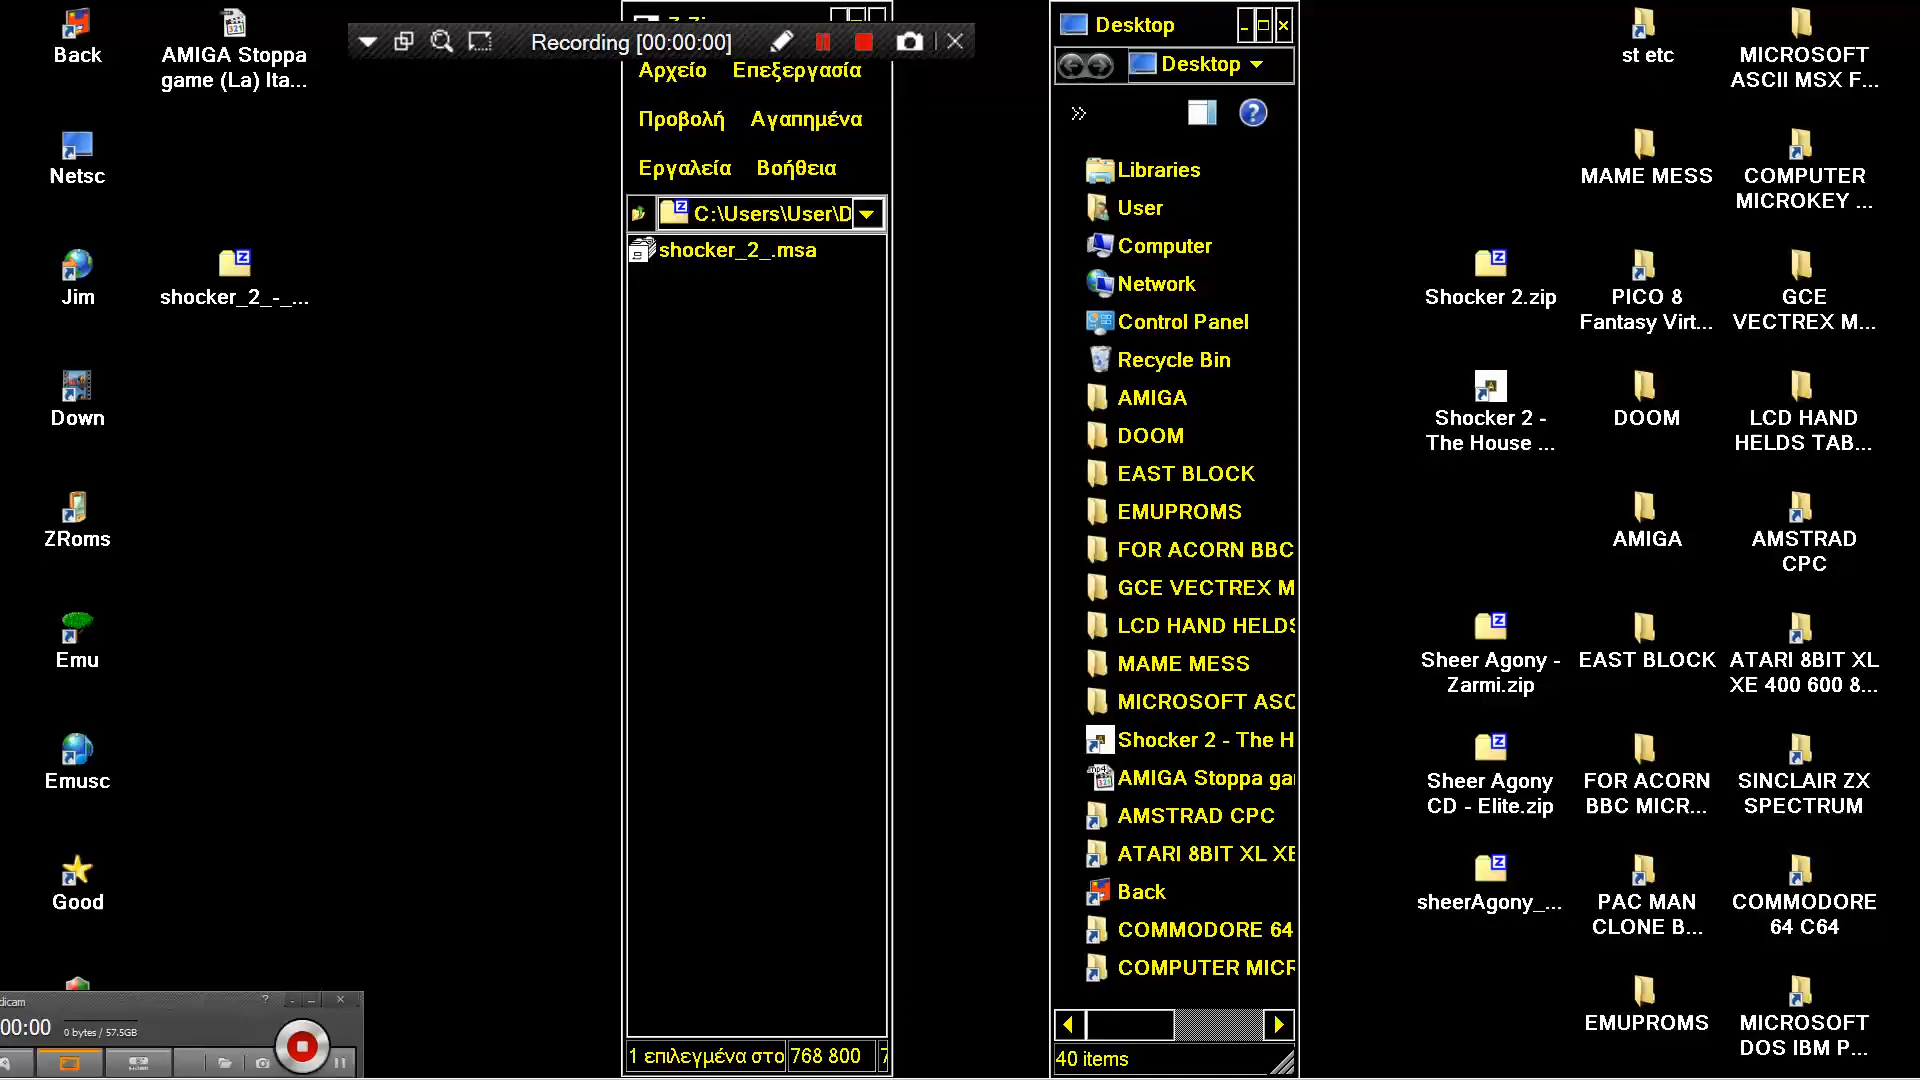 Back
AMIGA Stoppa
game (La) Ita...
Netsc
Jim
shocker_2_-_...
Down
ZRoms
Emu
Emusc
Good
Recording [00:00:00]
Αρχείο Επεξεργασία
Προβολή Αγαπημένα
Εργαλεία Βοήθεια
C:\Users\User\D
shocker_2_.msa
1 επιλεγμένα στο 768 800
Desktop
Desktop
Libraries
User
Computer
Network
Control Panel
Recycle Bin
AMIGA
DOOM
EAST BLOCK
EMUPROMS
FOR ACORN BBC
GCE VECTREX M
LCD HAND HELDS
MAME MESS
MICROSOFT ASC
Shocker 2 - The H
AMIGA Stoppa ga
AMSTRAD CPC
ATARI 8BIT XL XE
Back
COMMODORE 64
COMPUTER MICR
40 items
st etc
MICROSOFT
ASCII MSX F...
MAME MESS
COMPUTER
MICROKEY ...
Shocker 2.zip
PICO 8
Fantasy Virt...
GCE
VECTREX M...
Shocker 2 -
The House ...
DOOM
LCD HAND
HELDS TAB...
AMIGA
AMSTRAD
CPC
Sheer Agony -
Zarmi.zip
EAST BLOCK
ATARI 8BIT XL
XE 400 600 8...
Sheer Agony
CD - Elite.zip
FOR ACORN
BBC MICR...
SINCLAIR ZX
SPECTRUM
sheerAgony_...
PAC MAN
CLONE B...
COMMODORE
64 C64
EMUPROMS
MICROSOFT
DOS IBM P...
dicam
00:00 0 bytes / 57.5GB